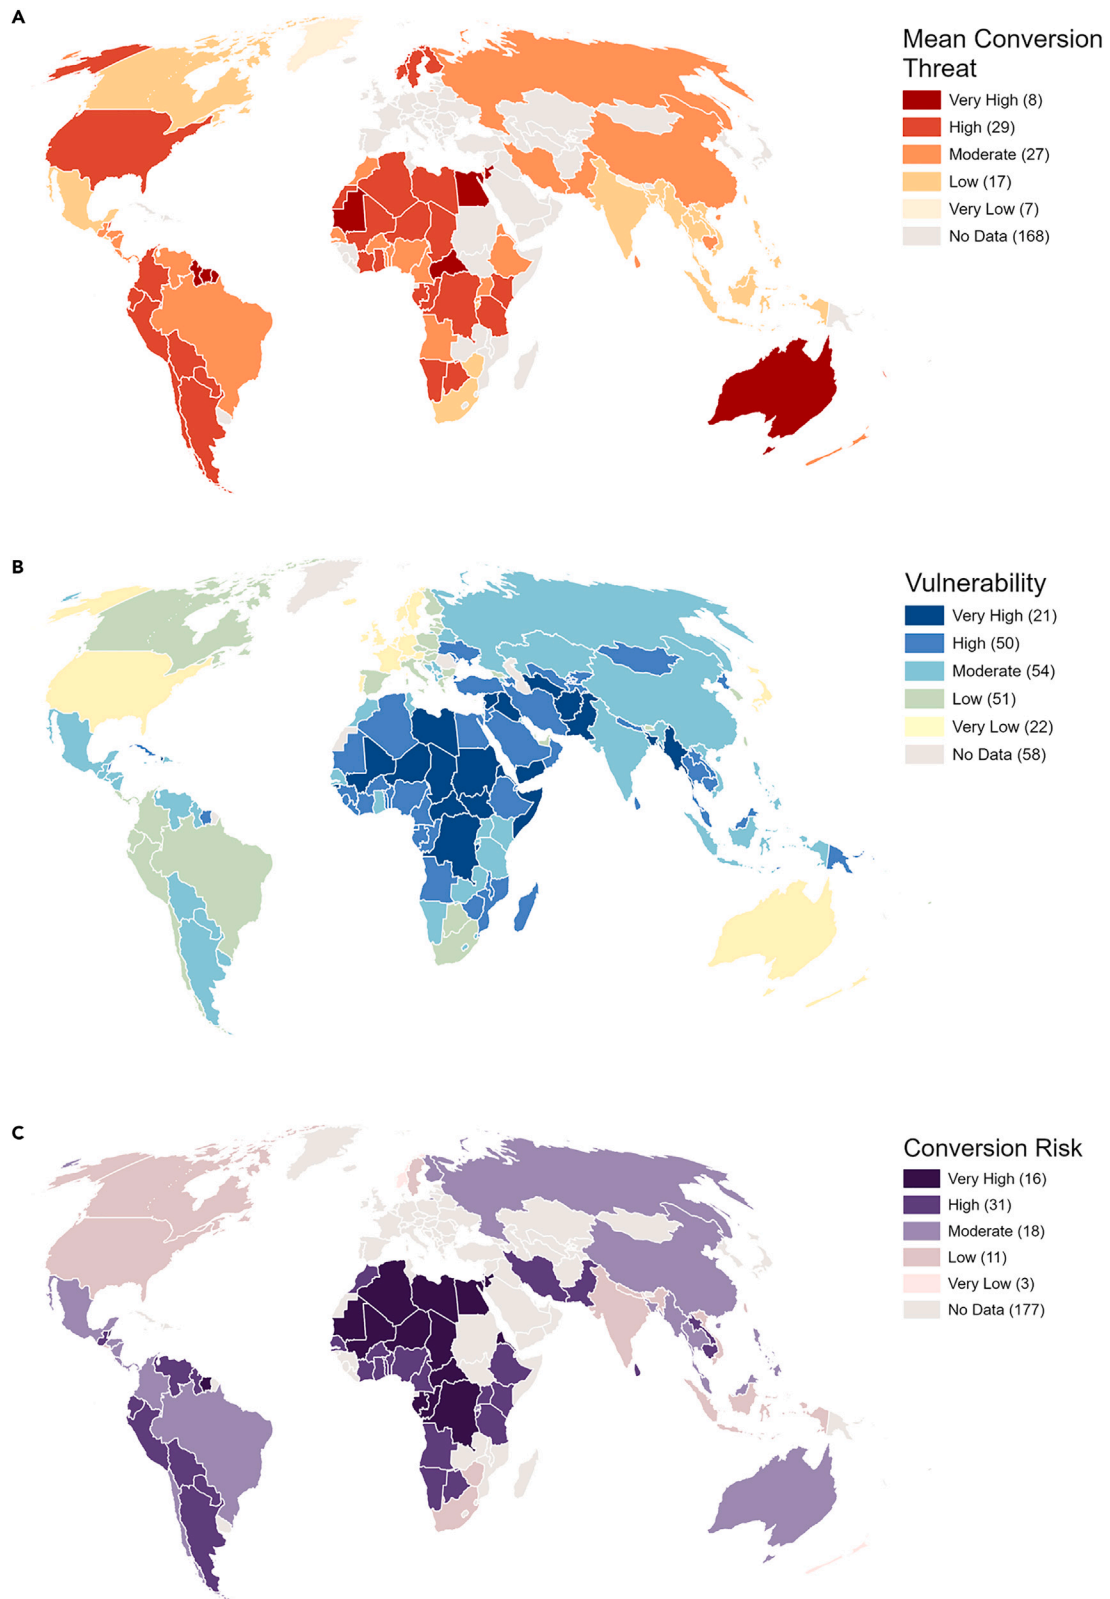 A
Mean Conversion
Threat
Very High (8)
High (29)
Moderate (27)
Low (17)
Very Low (7)
No Data (168)
B
Vulnerability
Very High (21)
High (50)
Moderate (54)
Low (51)
Very Low (22)
No Data (58)
C
Conversion Risk
Very High (16)
High (31)
Moderate (18)
Low (11)
Very Low (3)
No Data (177)